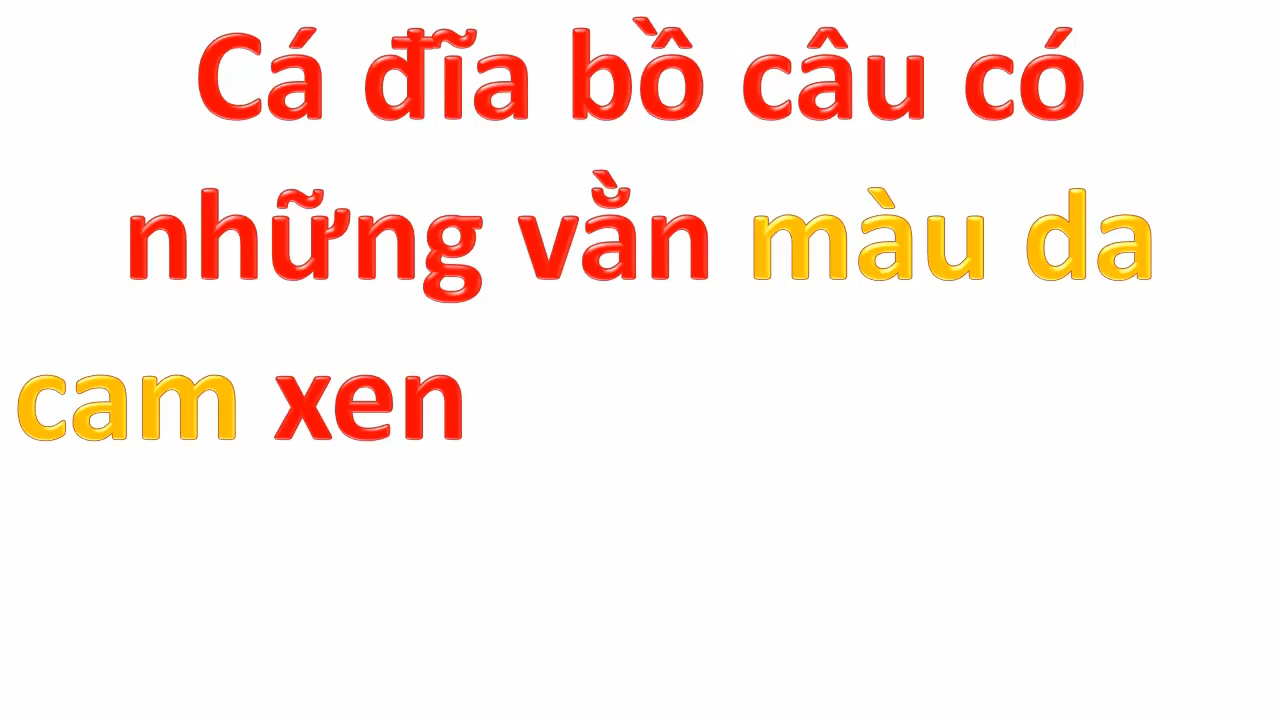 Cá đĩa bồ câu có
những vằn màu da
cam xen